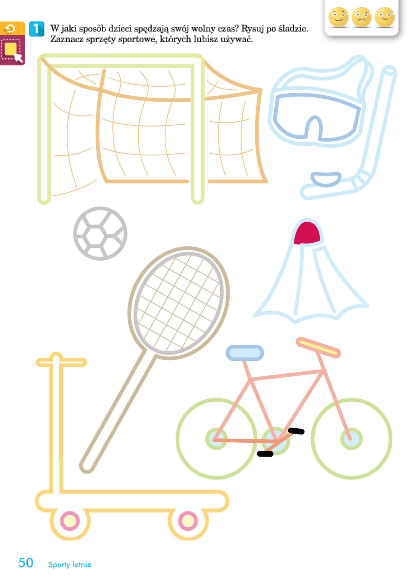 1 W jaki sposób dzieci spędzają swój wolny czas? Rysuj po śladzie.
Zaznacz sprzęty sportowe, których lubisz używać.
50 Sporty letnie